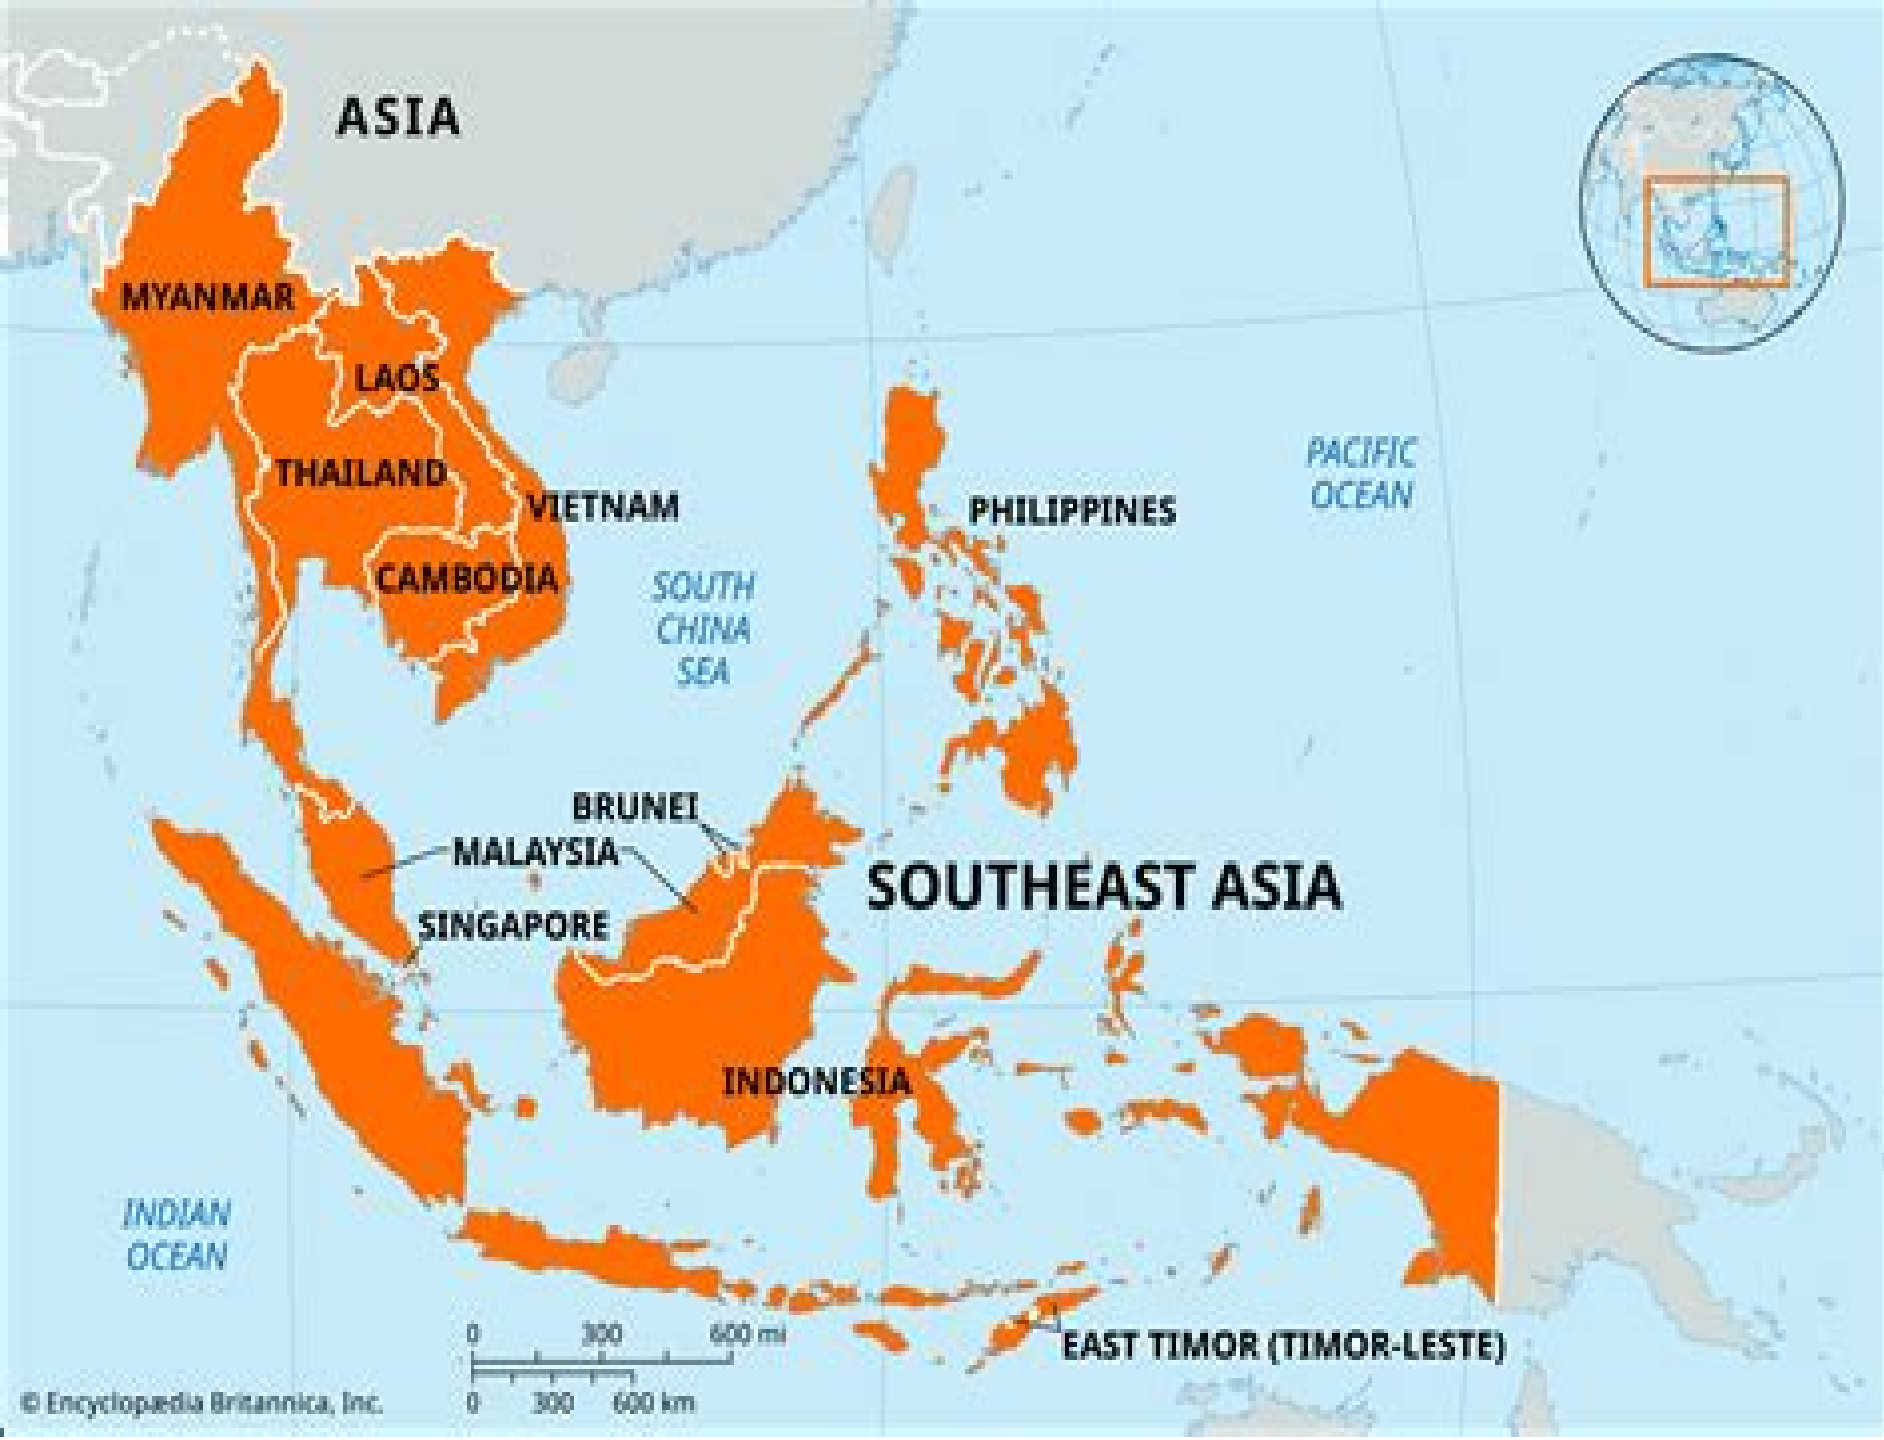 ASIA
MYANMAR
LAOS
THAILAND
VIETNAM
CAMBODIA
PHILIPPINES
PACIFIC
OCEAN
SOUTH
CHINA
SEA
BRUNEI
MALAYSIA
SINGAPORE
SOUTHEAST ASIA
INDONESIA
INDIAN
OCEAN
EAST TIMOR (TIMOR-LESTE)
0 300 600 mi
0 300 600 km
© Encyclopædia Britannica, Inc.